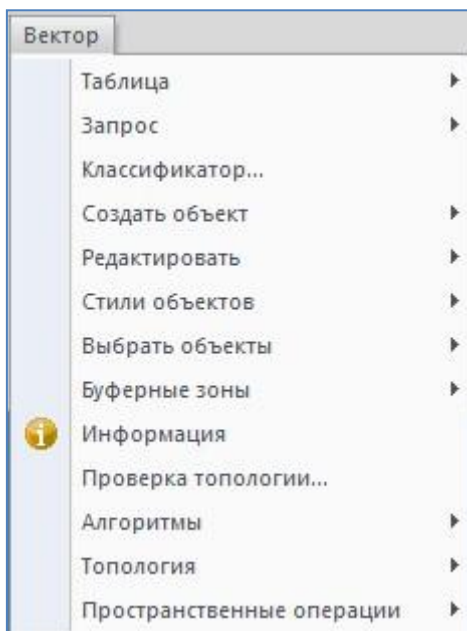 Вектор
Таблица
Запрос
Классификатор...
Создать объект
Редактировать
Стили объектов
Выбрать объекты
Буферные зоны
Информация
Проверка топологии...
Алгоритмы
Топология
Пространственные операции